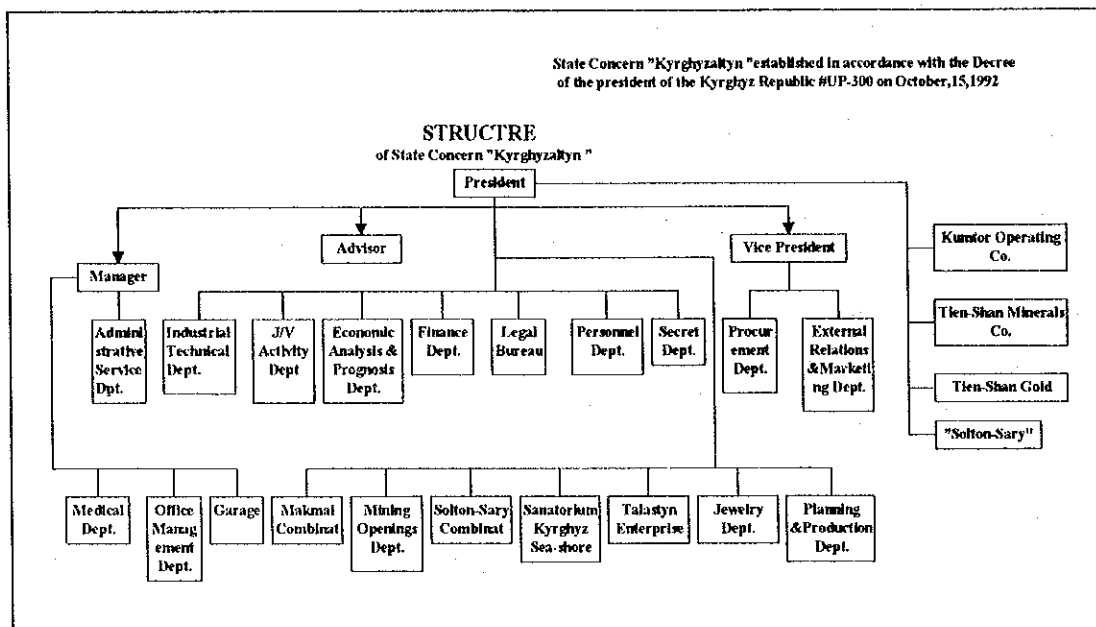 State Concern "Kyrghyzaltyn "established in accordance with the Decree
of the president of the Kyrghyz Republic #UP-300 on October,15,1992
STRUCTRE
of State Concern "Kyrghyzaltyn "
President
Advisor
Vice President
Manager
Kumtor Operating
Co.
Tien-Shan Minerals
Co.
Tien-Shan Gold
"Solton-Sary"
Admini
strative
Service
Dpt.
Industrial
Technical
Dept.
J/V
Activity
Dept
Economic
Analysis &
Prognosis
Dept.
Finance
Dept.
Legal
Bureau
Personnel
Dept.
Secret
Dept.
Procur
ement
Dept.
External
Relations
&Marketi
ng Dept.
Medical
Dept.
Office
Manag
ement
Dept.
Garage
Makmal
Combinat
Mining
Openings
Dept.
Solton-Sary
Combinat
Sanatorium
Kyrghyz
Sea-shore
Talastyn
Enterprise
Jewelry
Dept.
Planning
&Production
Dept.